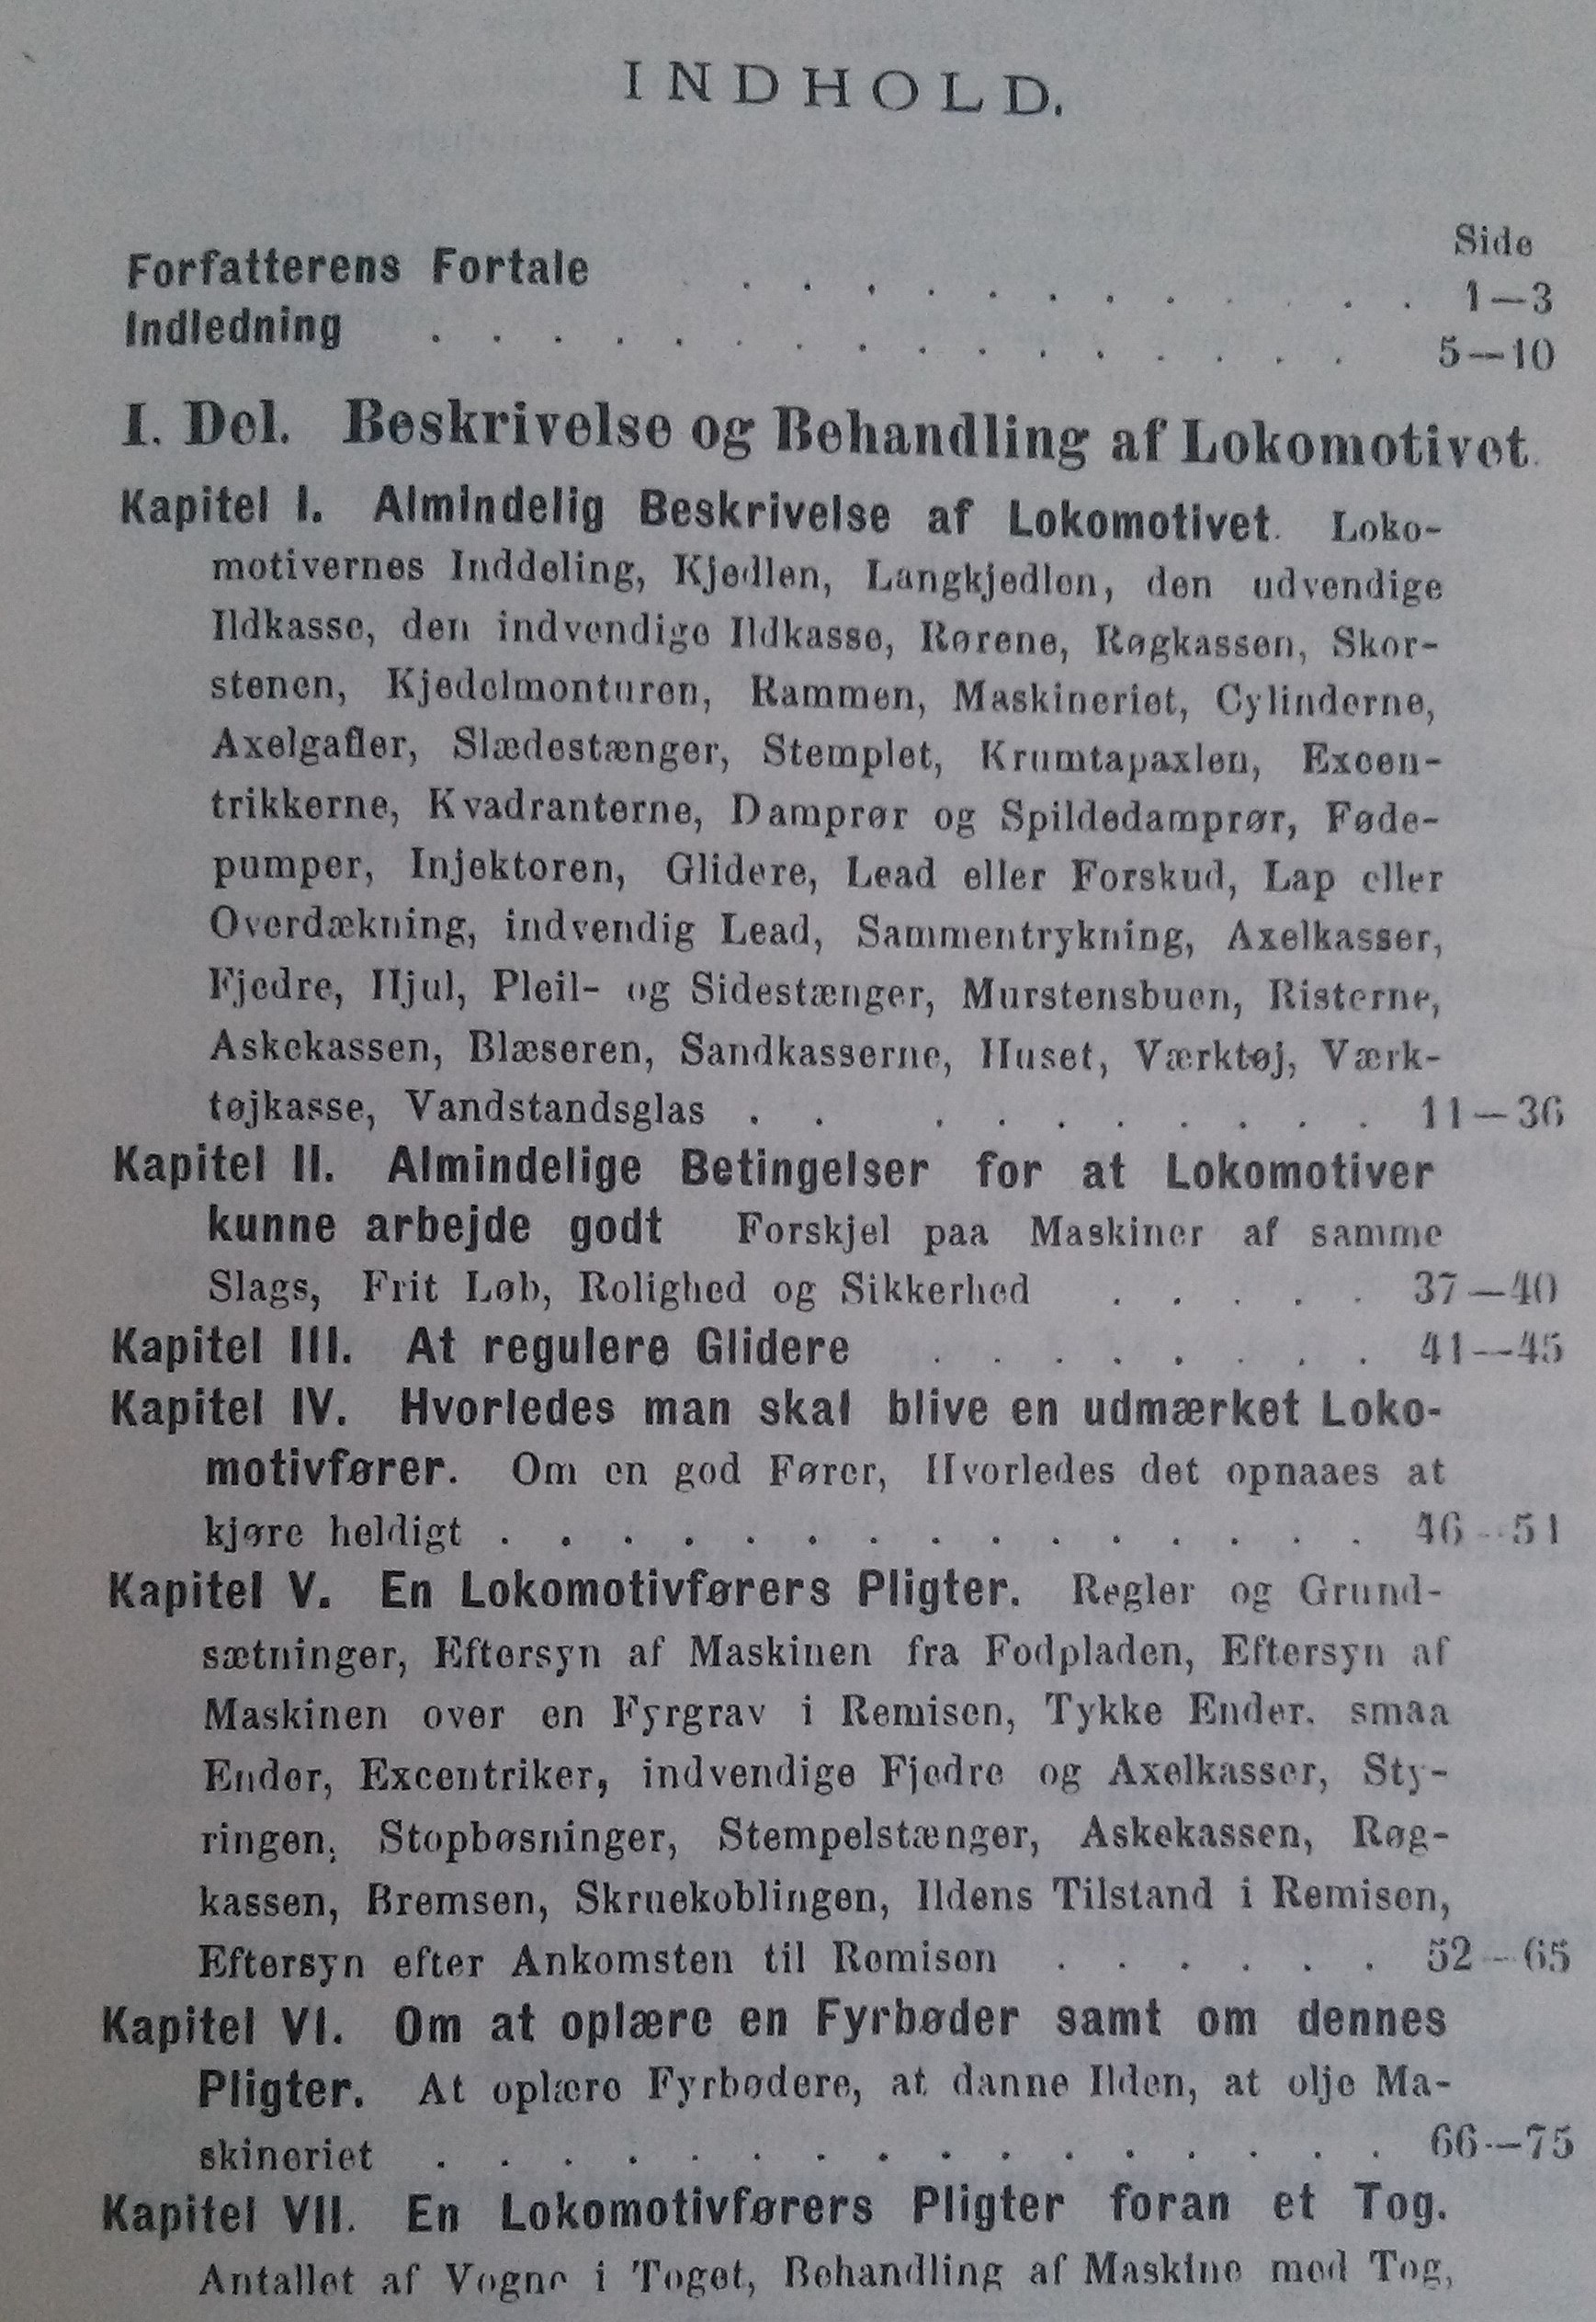 INDHOLD.
Side
Forfatterens Fortale . . . . . . . . . . . 1—3
Indledning . . . . . . . . . . . . . . . . 5—10
I. Del. Beskrivelse og Behandling af Lokomotivet.
Kapitel I. Almindelig Beskrivelse af Lokomotivet. Loko-
motivernes Inddeling, Kjedlen, Langkjedlen, den udvendige
Ildkasse, den indvendige Ildkasse, Rørene, Røgkassen, Skor-
stenen, Kjedelmonturen, Rammen, Maskineriet, Cylinderne,
Axelgafler, Slædestænger, Stemplet, Krumtapaxlen, Excen-
trikkerne, Kvadranterne, Damprør og Spildedamprør, Føde-
pumper, Injektoren, Glidere, Lead eller Forskud, Lap eller
Overdækning, indvendig Lead, Sammentrykning, Axelkasser,
Fjedre, Hjul, Pleil- og Sidestænger, Murstensbuen, Risterne,
Askekassen, Blæseren, Sandkasserne, Huset, Værktøj, Værk-
tøjkasse, Vandstandsglas . . . . . . . . . . 11—36
Kapitel II. Almindelige Betingelser for at Lokomotiver
kunne arbejde godt Forskjel paa Maskiner af samme
Slags, Frit Løb, Rolighed og Sikkerhed . . . . . 37—40
Kapitel III. At regulere Glidere . . . . . . . . 41—45
Kapitel IV. Hvorledes man skal blive en udmærket Loko-
motivfører. Om en god Fører, Hvorledes det opnaaes at
kjøre heldigt . . . . . . . . . . . . . . . 46—51
Kapitel V. En Lokomotivførers Pligter. Regler og Grund-
sætninger, Eftersyn af Maskinen fra Fodpladen, Eftersyn af
Maskinen over en Fyrgrav i Remisen, Tykke Ender. smaa
Ender, Excentriker, indvendige Fjedre og Axelkasser, Sty-
ringen, Stopbøsninger, Stempelstænger, Askekassen, Røg-
kassen, Bremsen, Skruekoblingen, Ildens Tilstand i Remisen,
Eftersyn efter Ankomsten til Remisen . . . . . . 52—65
Kapitel VI. Om at oplære en Fyrbøder samt om dennes
Pligter. At oplære Fyrbødere, at danne Ilden, at olje Ma-
skineriet . . . . . . . . . . . . . . . . 66—75
Kapitel VII. En Lokomotivførers Pligter foran et Tog.
Antallet af Vogne i Toget, Behandling af Maskine med Tog,